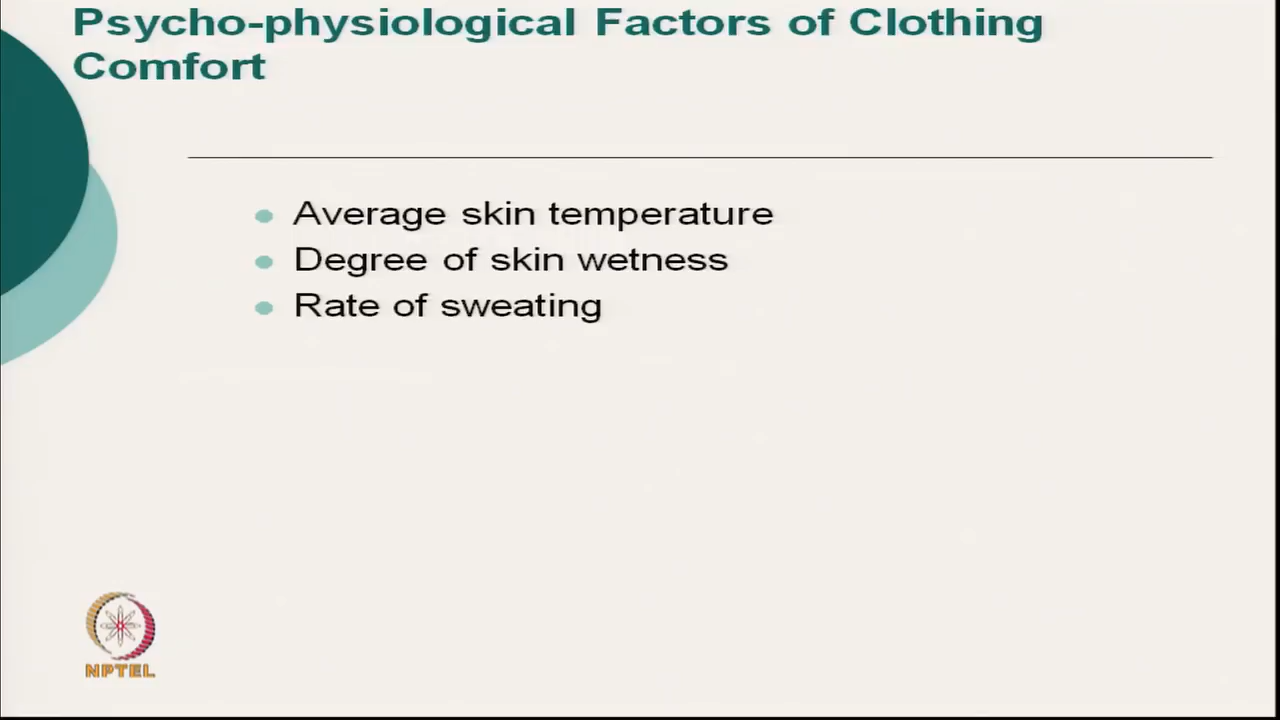 Psycho-physiological Factors of Clothing
Comfort
Average skin temperature
Degree of skin wetness
Rate of sweating
NPTEL